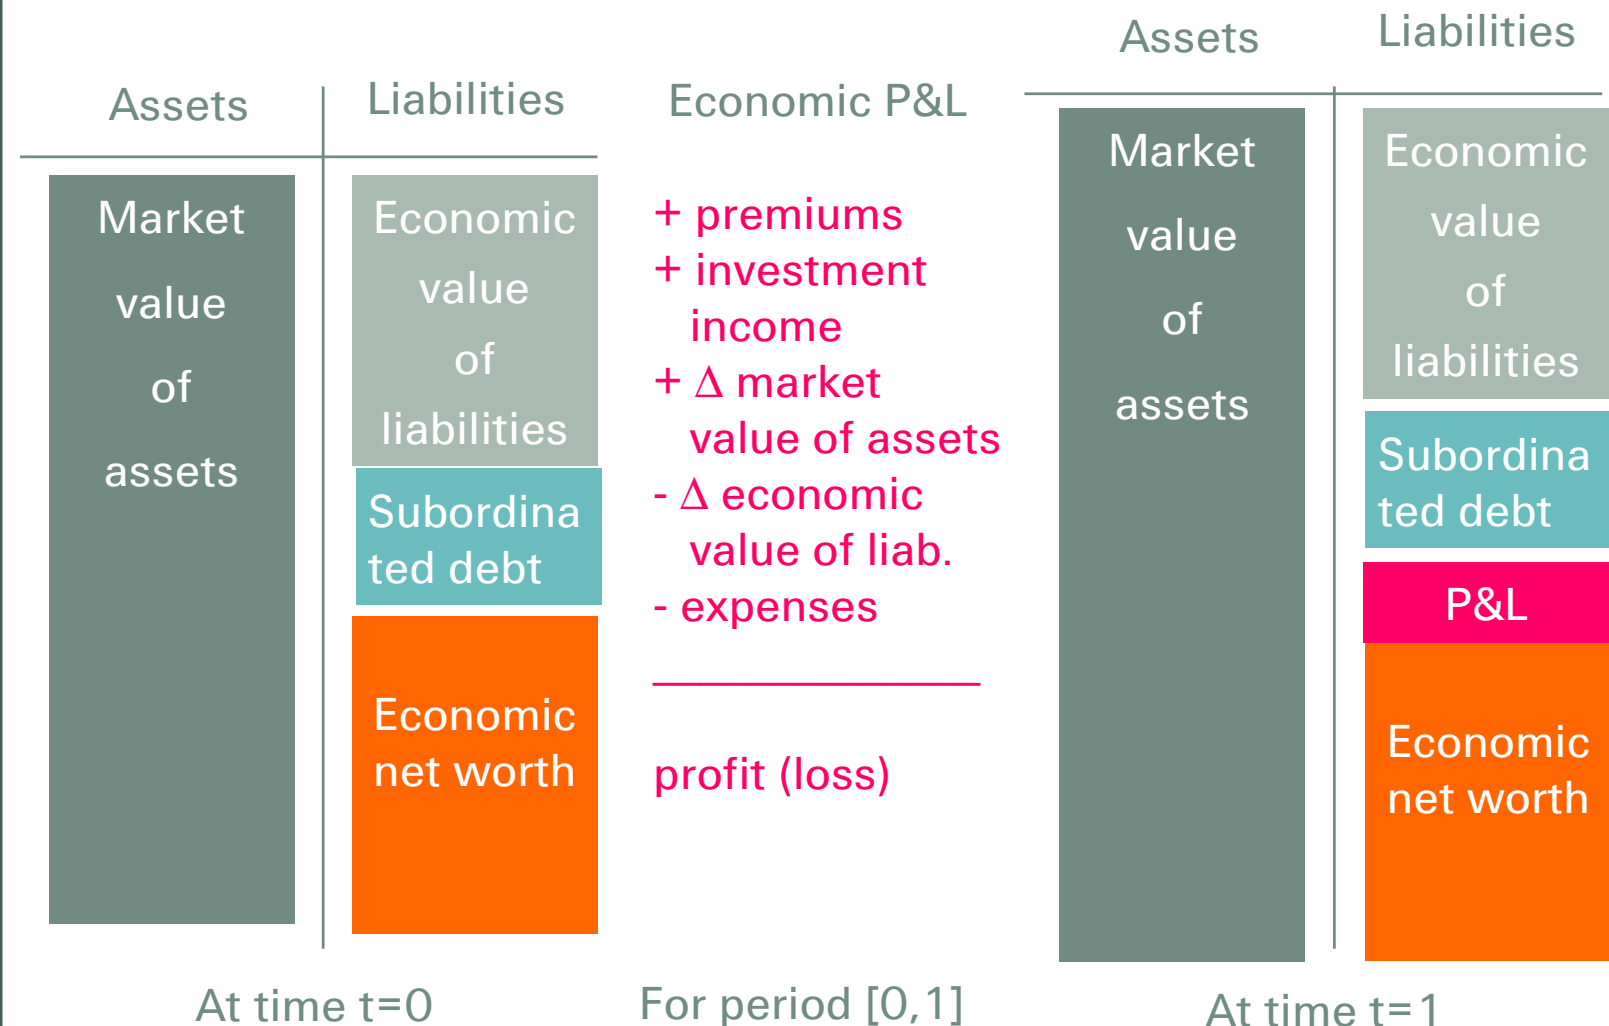 Assets
Liabilities
Market
value
of
assets
Economic
value
of
liabilities
Subordina
ted debt
Economic
net worth
At time t=0
Economic P&L
+ premiums
+ investment
income
+ Δ market
value of assets
- Δ economic
value of liab.
- expenses
profit (loss)
For period [0,1]
Assets
Liabilities
Market
value
of
assets
Economic
value
of
liabilities
Subordina
ted debt
P&L
Economic
net worth
At time t=1